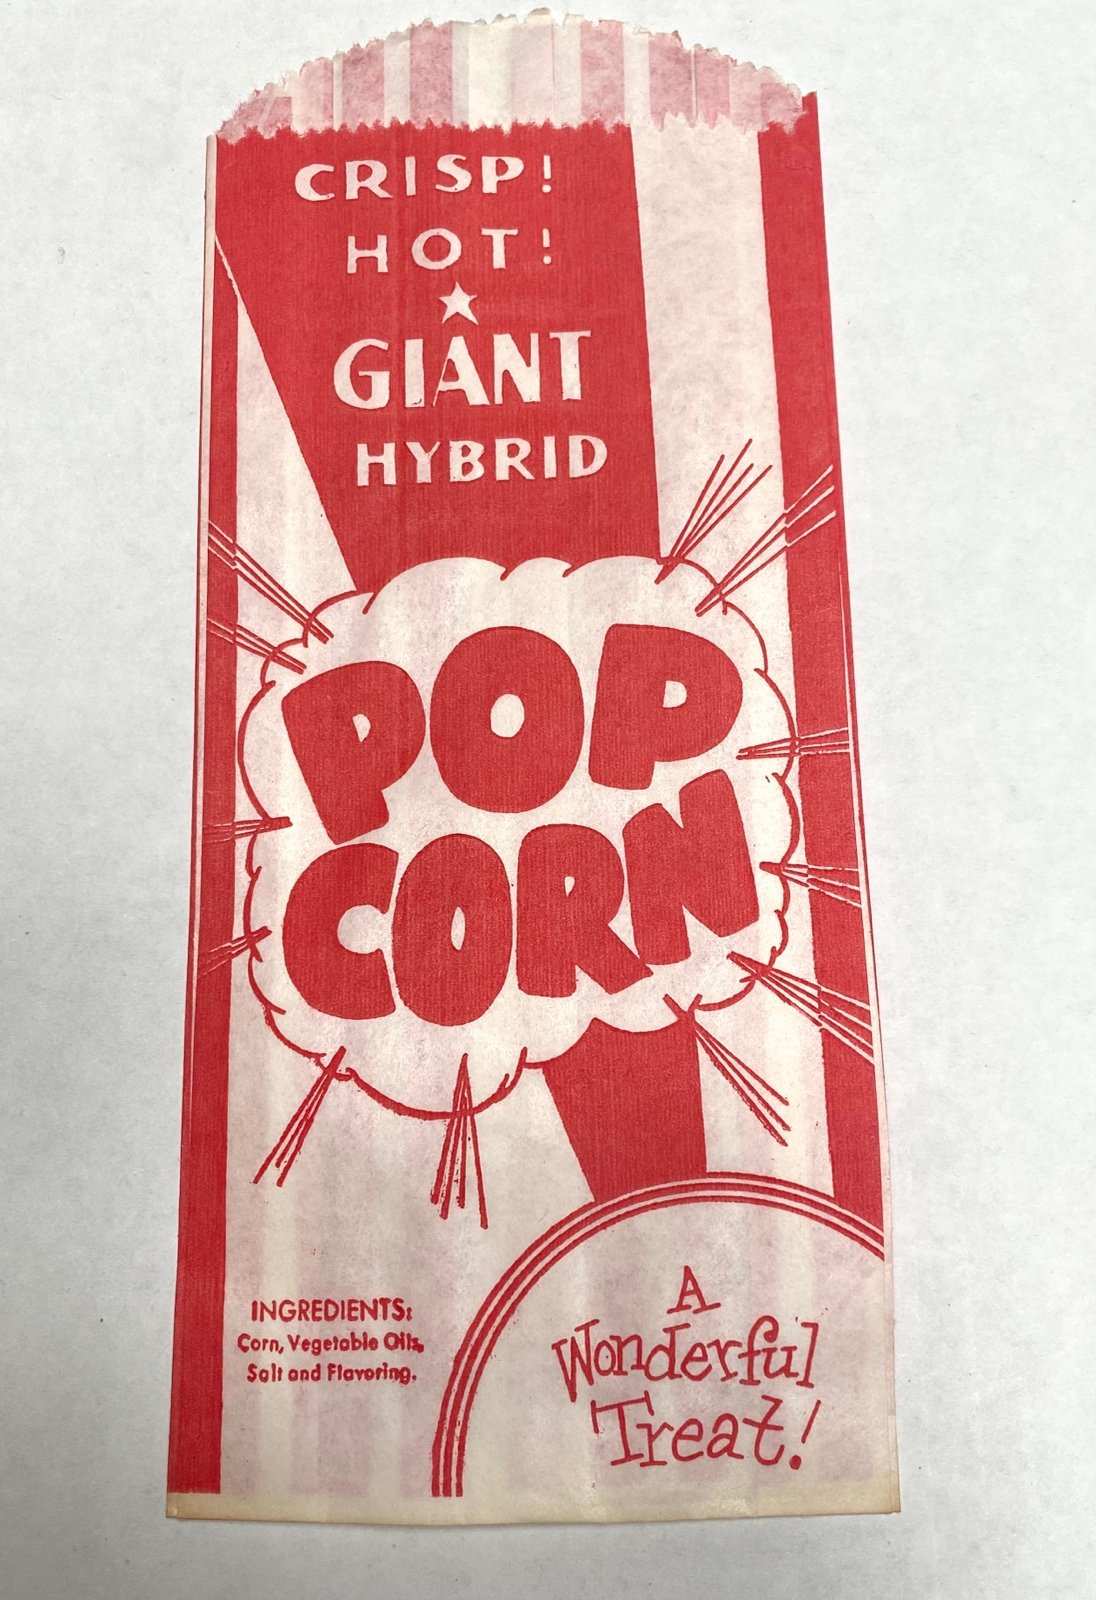 CRISP!
HOT!
GIANT
HYBRID
POP
CORN
INGREDIENTS:
Corn, Vegetable Oils,
Salt and Flavoring.
A
Wonderful
Treat!